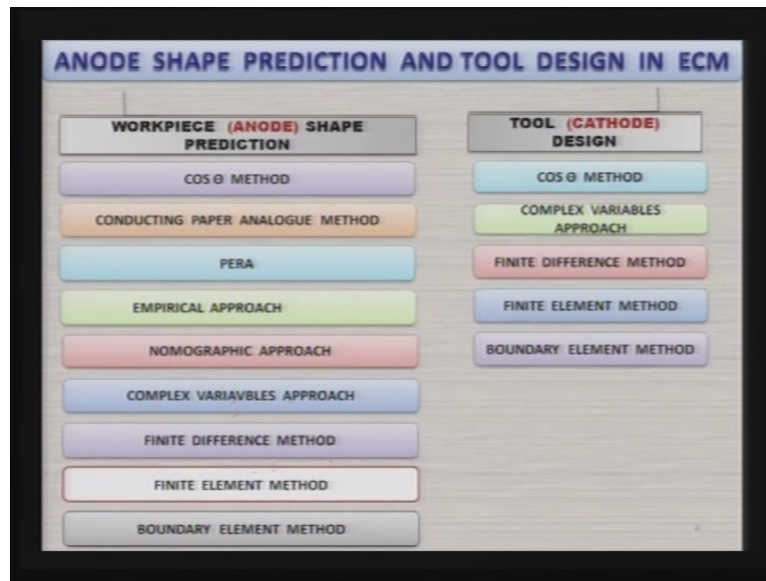 ANODE SHAPE PREDICTION AND TOOL DESIGN IN ECM
WORKPIECE (ANODE) SHAPE
PREDICTION
COS Θ METHOD
CONDUCTING PAPER ANALOGUE METHOD
PERA
EMPIRICAL APPROACH
NOMOGRAPHIC APPROACH
COMPLEX VARIAVBLES APPROACH
FINITE DIFFERENCE METHOD
FINITE ELEMENT METHOD
BOUNDARY ELEMENT METHOD
TOOL (CATHODE)
DESIGN
COS Θ METHOD
COMPLEX VARIABLES
APPROACH
FINITE DIFFERENCE METHOD
FINITE ELEMENT METHOD
BOUNDARY ELEMENT METHOD